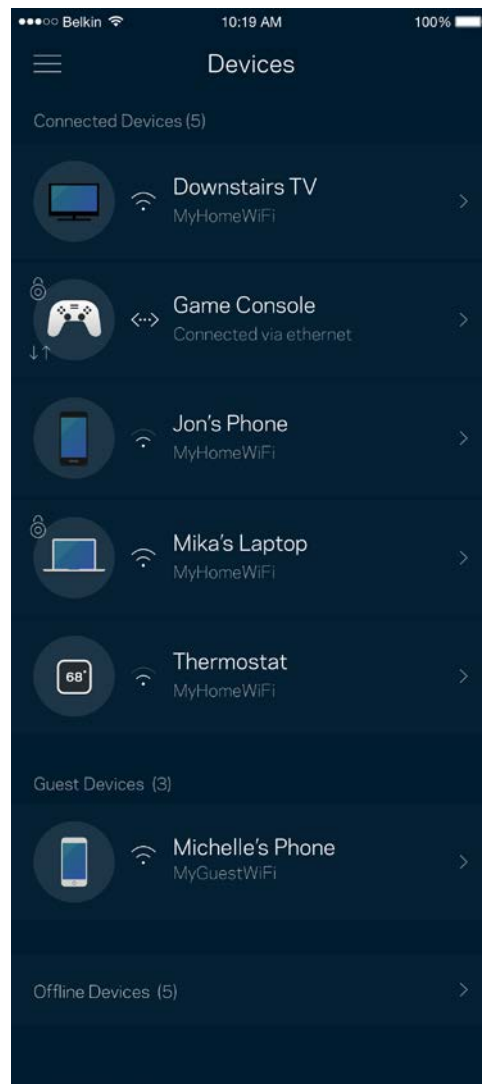 Belkin 10:19 AM 100%
Devices
Connected Devices (5)
Downstairs TV
MyHomeWiFi
Game Console
Connected via ethernet
Jon's Phone
MyHomeWiFi
Mika's Laptop
MyHomeWiFi
68°
Thermostat
MyHomeWiFi
Guest Devices (3)
Michelle's Phone
MyGuestWiFi
Offline Devices (5)